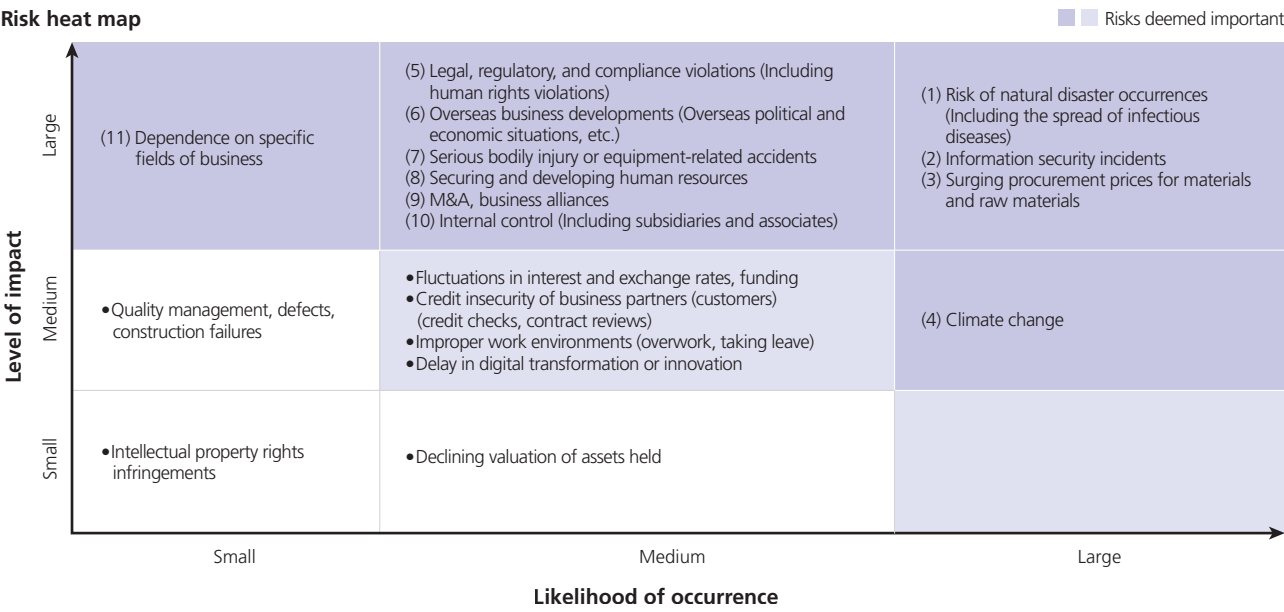 Risk heat map
Risks deemed important
Level of impact
Large
(11) Dependence on specific
fields of business
(5) Legal, regulatory, and compliance violations (Including
human rights violations)
(6) Overseas business developments (Overseas political and
economic situations, etc.)
(7) Serious bodily injury or equipment-related accidents
(8) Securing and developing human resources
(9) M&A, business alliances
(10) Internal control (Including subsidiaries and associates)
(1) Risk of natural disaster occurrences
(Including the spread of infectious
diseases)
(2) Information security incidents
(3) Surging procurement prices for materials
and raw materials
Medium
•Quality management, defects,
construction failures
•Fluctuations in interest and exchange rates, funding
•Credit insecurity of business partners (customers)
(credit checks, contract reviews)
•Improper work environments (overwork, taking leave)
•Delay in digital transformation or innovation
(4) Climate change
Small
•Intellectual property rights
infringements
•Declining valuation of assets held
Small
Medium
Large
Likelihood of occurrence